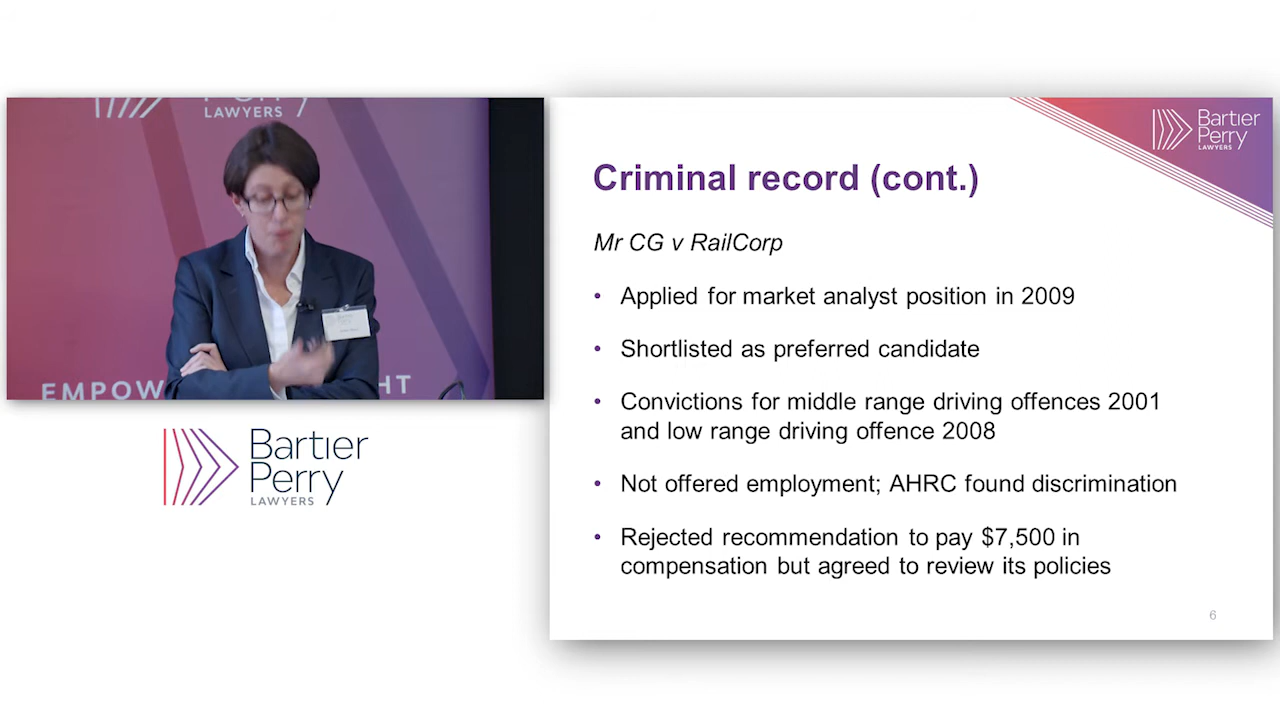 LAWYERS
EMPOW
HT
Bartier
Perry
LAWYERS
Bartier
Perry
LAWYERS
Criminal record (cont.)
Mr CG v RailCorp
• Applied for market analyst position in 2009
• Shortlisted as preferred candidate
• Convictions for middle range driving offences 2001
and low range driving offence 2008
• Not offered employment; AHRC found discrimination
• Rejected recommendation to pay $7,500 in
compensation but agreed to review its policies
6